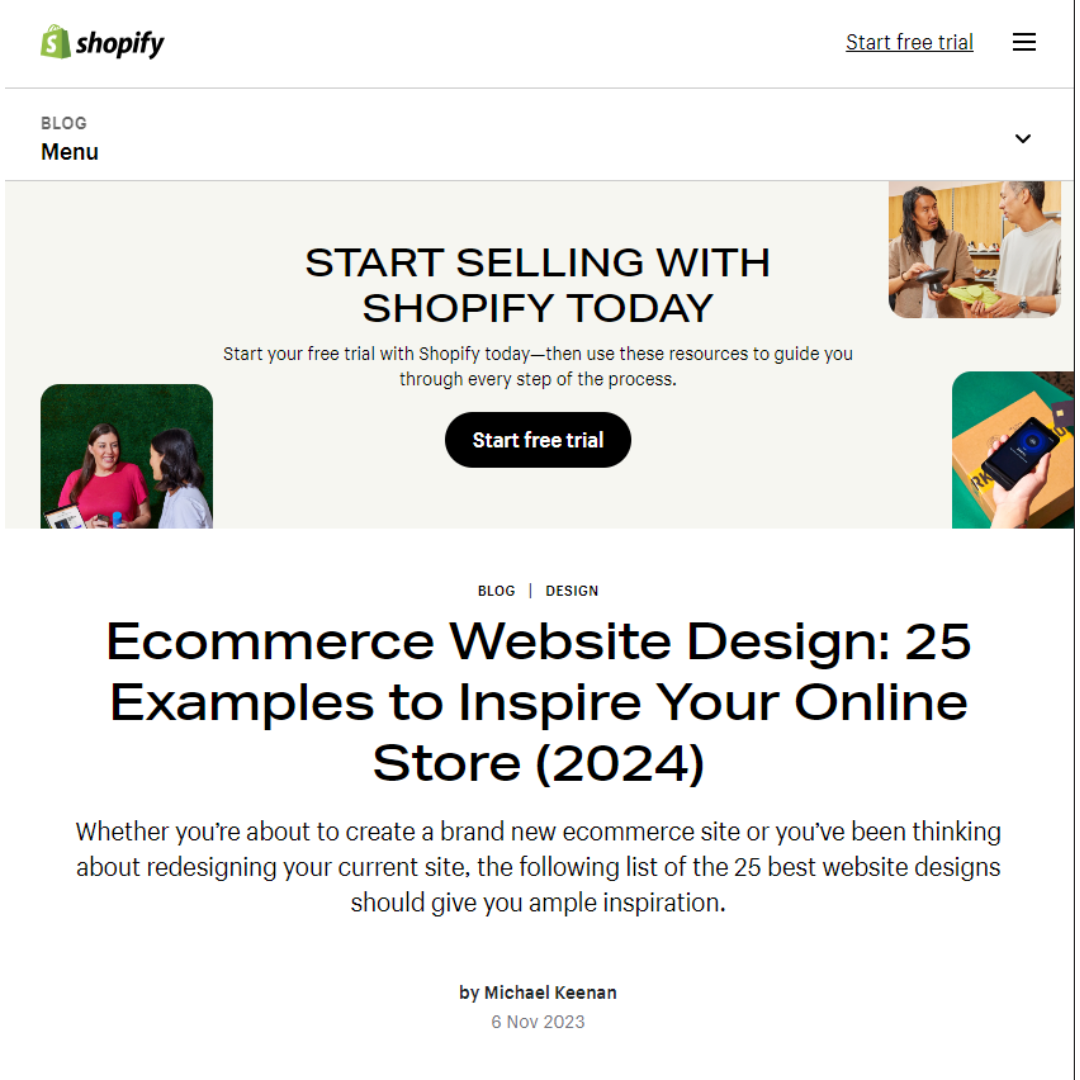 shopify
Start free trial
BLOG
Menu
START SELLING WITH
SHOPIFY TODAY
Start your free trial with Shopify today—then use these resources to guide you
through every step of the process.
Start free trial
BLOG | DESIGN
Ecommerce Website Design: 25
Examples to Inspire Your Online
Store (2024)
Whether you’re about to create a brand new ecommerce site or you’ve been thinking
about redesigning your current site, the following list of the 25 best website designs
should give you ample inspiration.
by Michael Keenan
6 Nov 2023